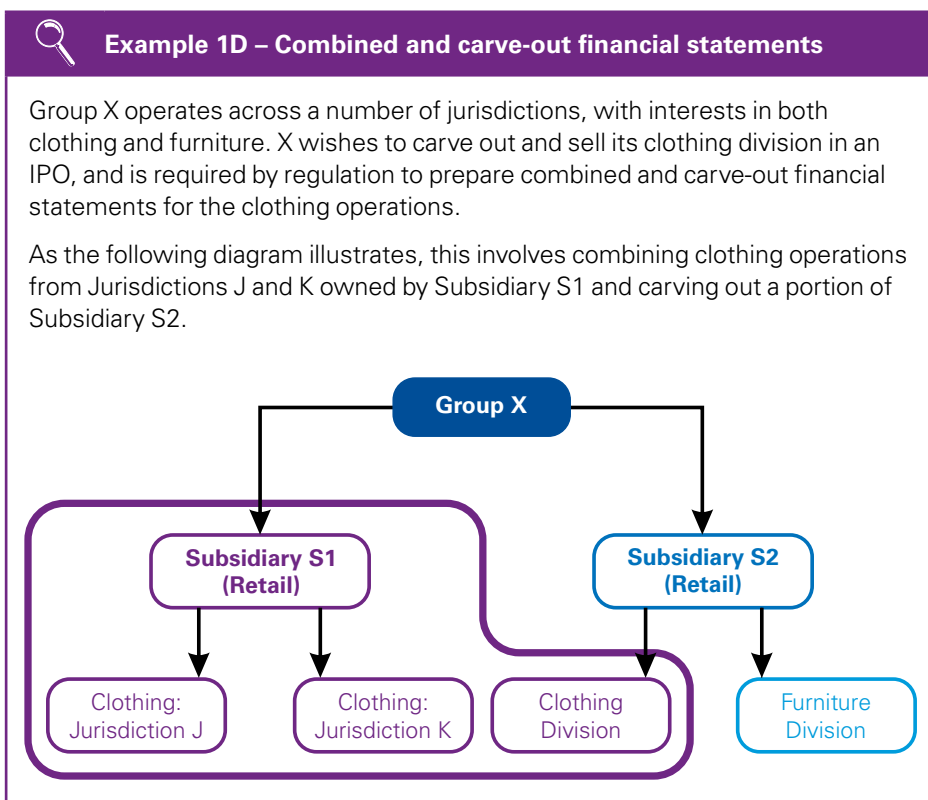 Example 1D – Combined and carve-out financial statements
Group X operates across a number of jurisdictions, with interests in both
clothing and furniture. X wishes to carve out and sell its clothing division in an
IPO, and is required by regulation to prepare combined and carve-out financial
statements for the clothing operations.
As the following diagram illustrates, this involves combining clothing operations
from Jurisdictions J and K owned by Subsidiary S1 and carving out a portion of
Subsidiary S2.
Group X
Subsidiary S1
(Retail)
Subsidiary S2
(Retail)
Clothing:
Jurisdiction J
Clothing:
Jurisdiction K
Clothing
Division
Furniture
Division